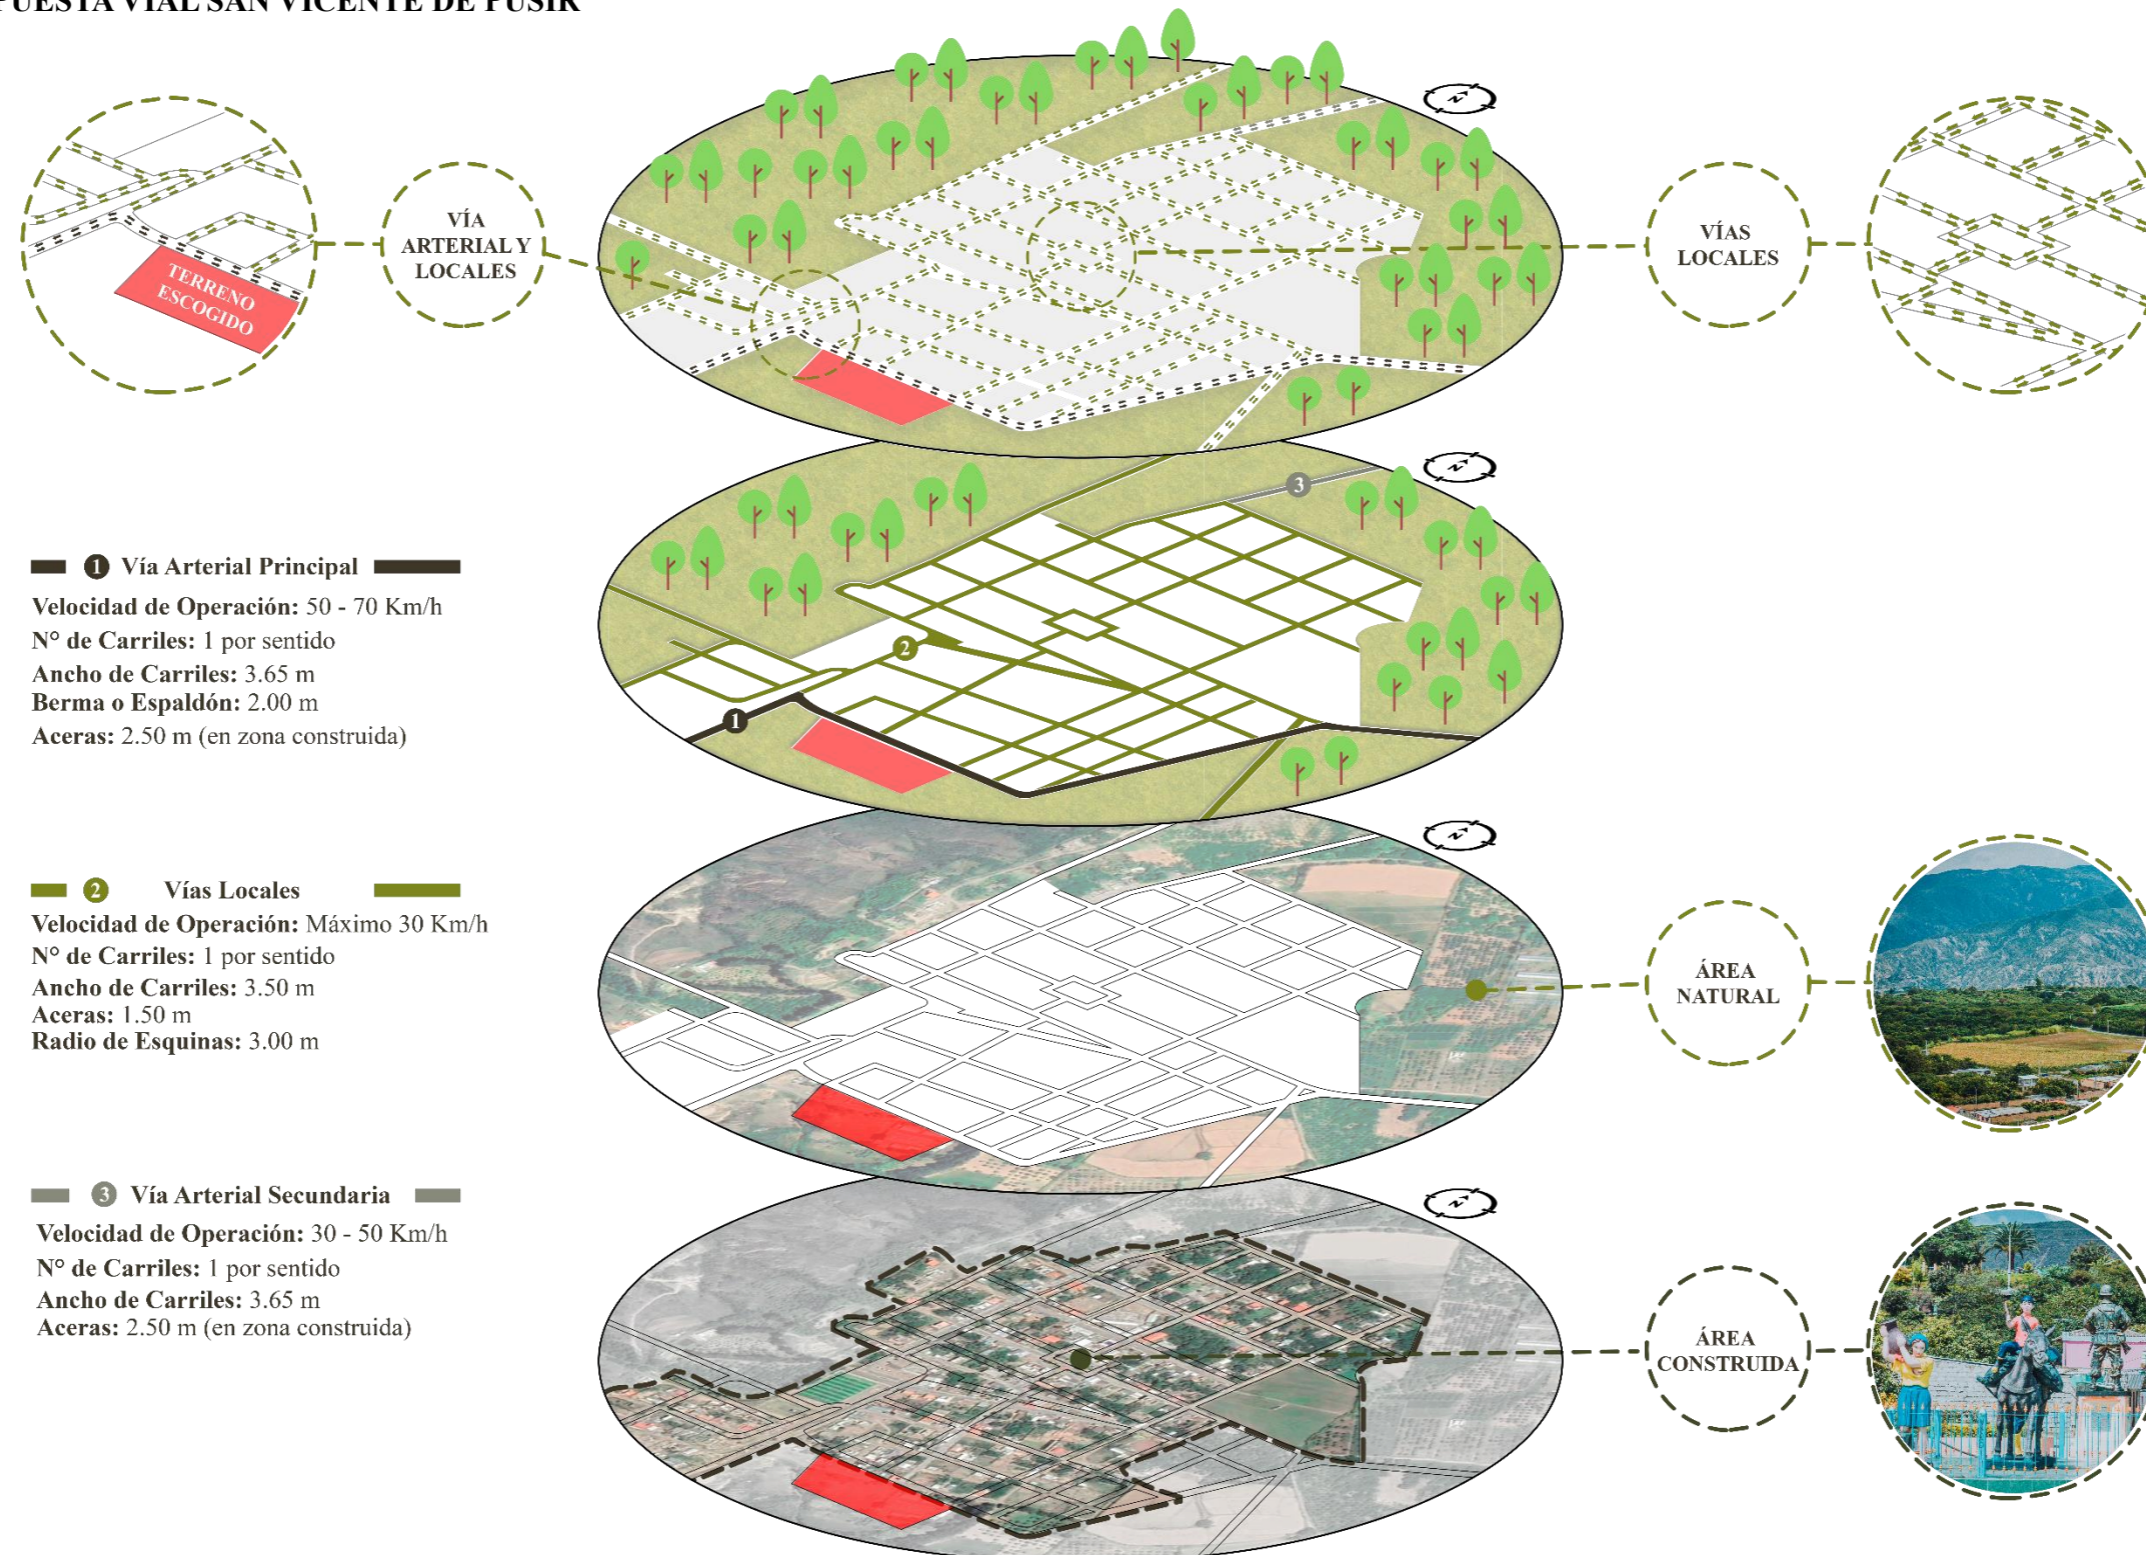 PUESTA VIAL SAN VICENTE DE PUSIR
VÍA
ARTERIAL Y
LOCALES
TERRENO
ESCOGIDO
VÍAS
LOCALES
N
N
3
2
1
1 Vía Arterial Principal
Velocidad de Operación: 50 - 70 Km/h
N° de Carriles: 1 por sentido
Ancho de Carriles: 3.65 m
Berma o Espaldón: 2.00 m
Aceras: 2.50 m (en zona construida)
N
2 Vías Locales
Velocidad de Operación: Máximo 30 Km/h
N° de Carriles: 1 por sentido
Ancho de Carriles: 3.50 m
Aceras: 1.50 m
Radio de Esquinas: 3.00 m
ÁREA
NATURAL
N
3 Vía Arterial Secundaria
Velocidad de Operación: 30 - 50 Km/h
N° de Carriles: 1 por sentido
Ancho de Carriles: 3.65 m
Aceras: 2.50 m (en zona construida)
ÁREA
CONSTRUIDA